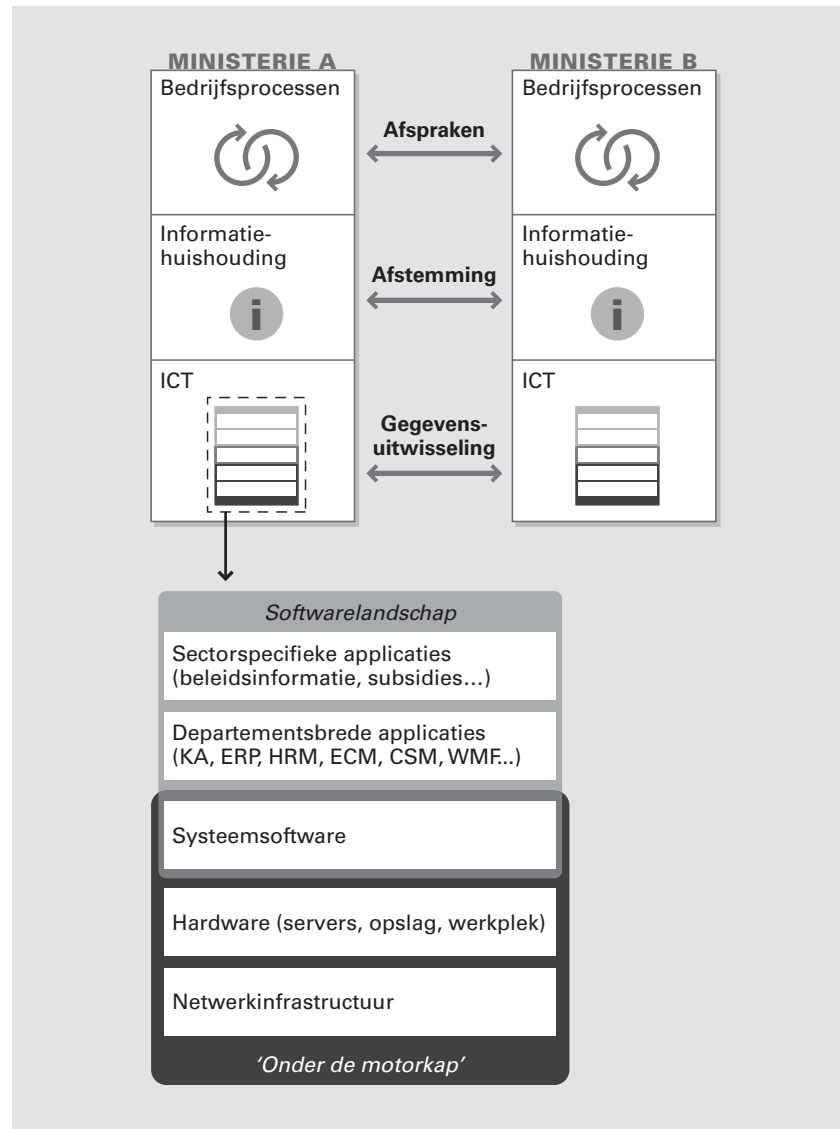 MINISTERIE A
MINISTERIE B
Bedrijfsprocessen
Bedrijfsprocessen
Afspraken
Informatie-
huishouding
Informatie-
huishouding
Afstemming
i
i
ICT
ICT
Gegevens-
uitwisseling
Softwarelandschap
Sectorspecifieke applicaties
(beleidsinformatie, subsidies…)
Departementsbrede applicaties
(KA, ERP, HRM, ECM, CSM, WMF...)
Systeemsoftware
Hardware (servers, opslag, werkplek)
Netwerkinfrastructuur
‘Onder de motorkap’